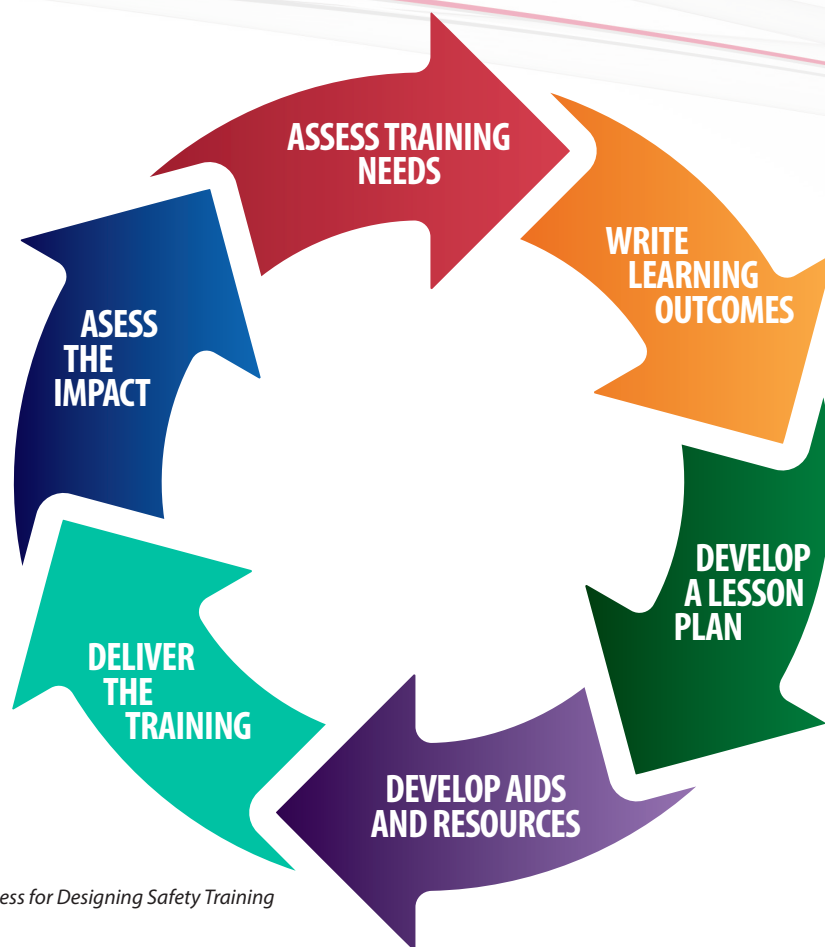 ASSESS TRAINING
NEEDS
WRITE
LEARNING
OUTCOMES
DEVELOP
A LESSON
PLAN
DEVELOP AIDS
AND RESOURCES
DELIVER
THE
TRAINING
ASESS
THE
IMPACT
ess for Designing Safety Training